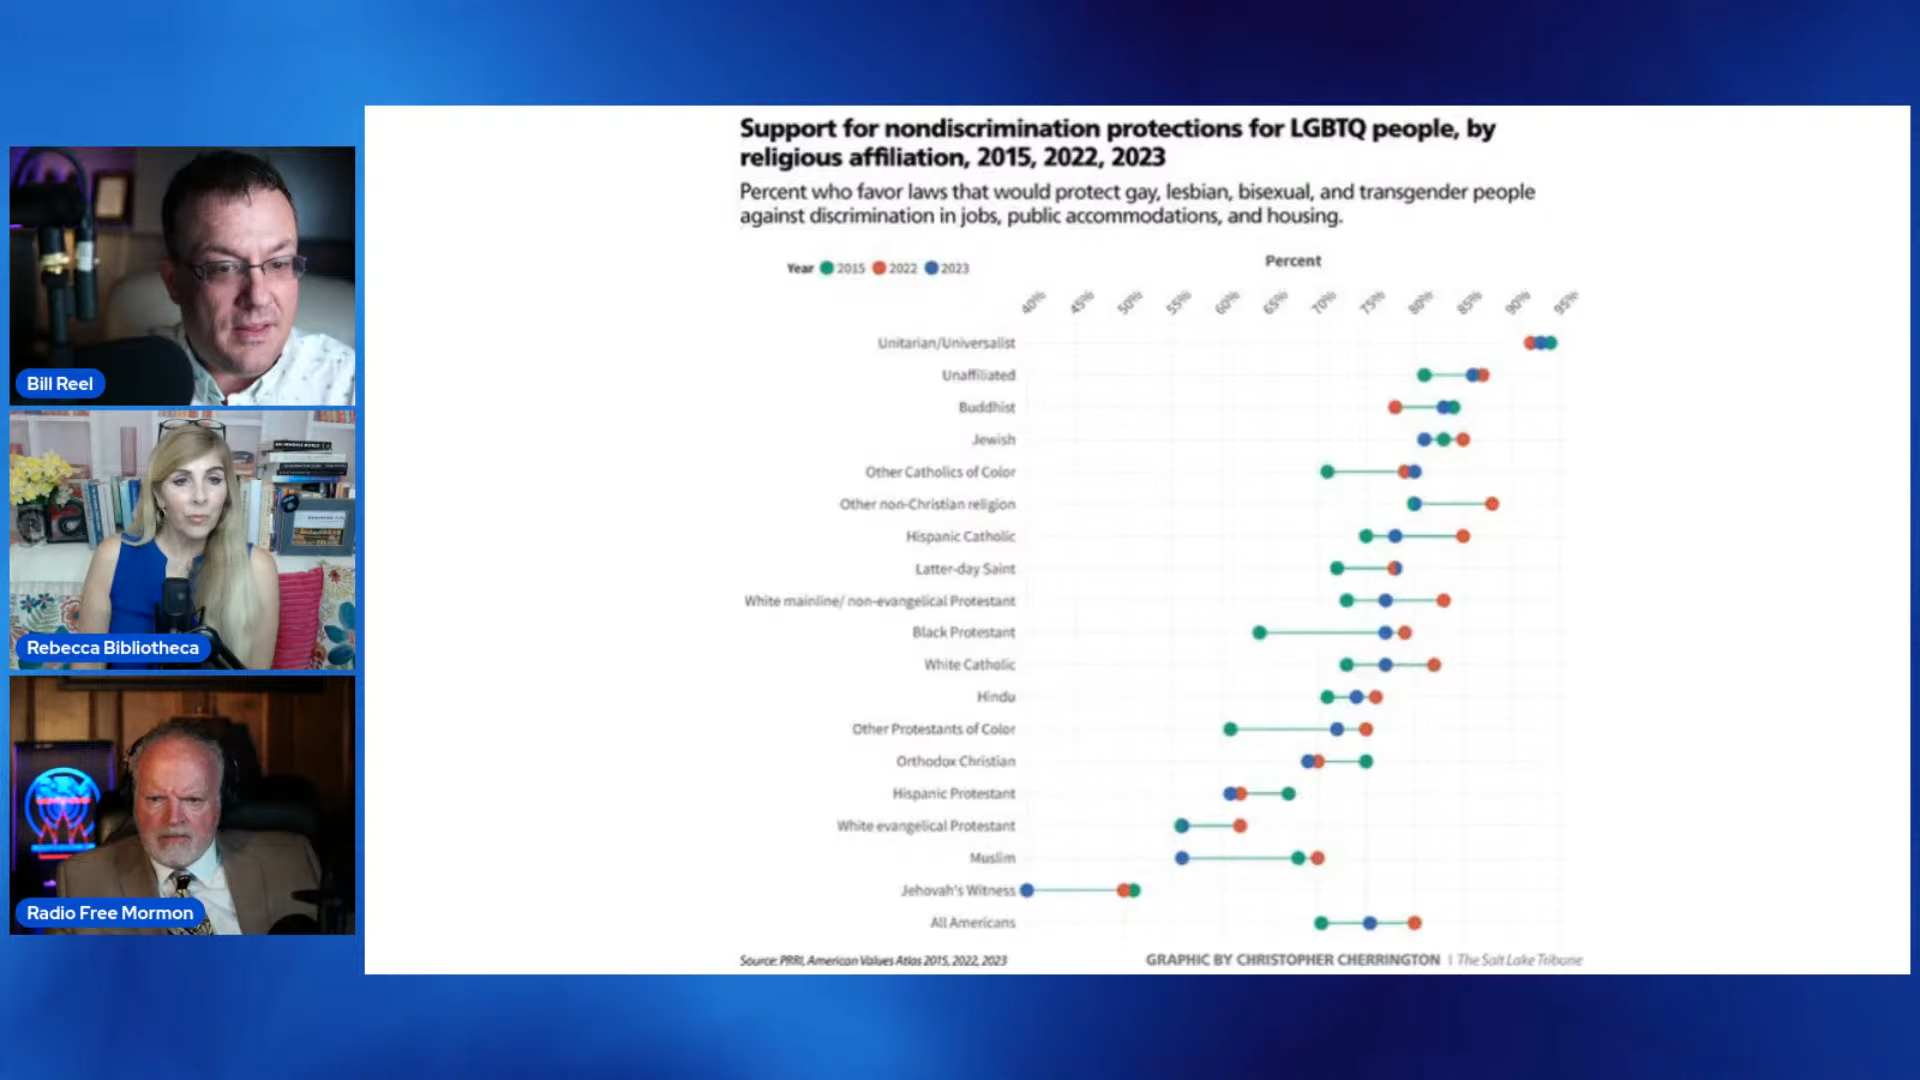 Support for nondiscrimination protections for LGBTQ people, by
religious affiliation, 2015, 2022, 2023
Percent who favor laws that would protect gay, lesbian, bisexual, and transgender people
against discrimination in jobs, public accommodations, and housing.
Percent
Year 2015 2022 2023
40% 45% 50% 55% 60% 65% 70% 75% 80% 85% 90% 95%
Unitarian/Universalist
Unaffiliated
Buddhist
Jewish
Other Catholics of Color
Other non-Christian religion
Hispanic Catholic
Latter-day Saint
White mainline/ non-evangelical Protestant
Black Protestant
White Catholic
Hindu
Other Protestants of Color
Orthodox Christian
Hispanic Protestant
White evangelical Protestant
Muslim
Jehovah's Witness
All Americans
Source: PRRI, American Values Atlas 2015, 2022, 2023
GRAPHIC BY CHRISTOPHER CHERRINGTON | The Salt Lake Tribune
Bill Reel
Rebecca Bibliotheca
Radio Free Mormon